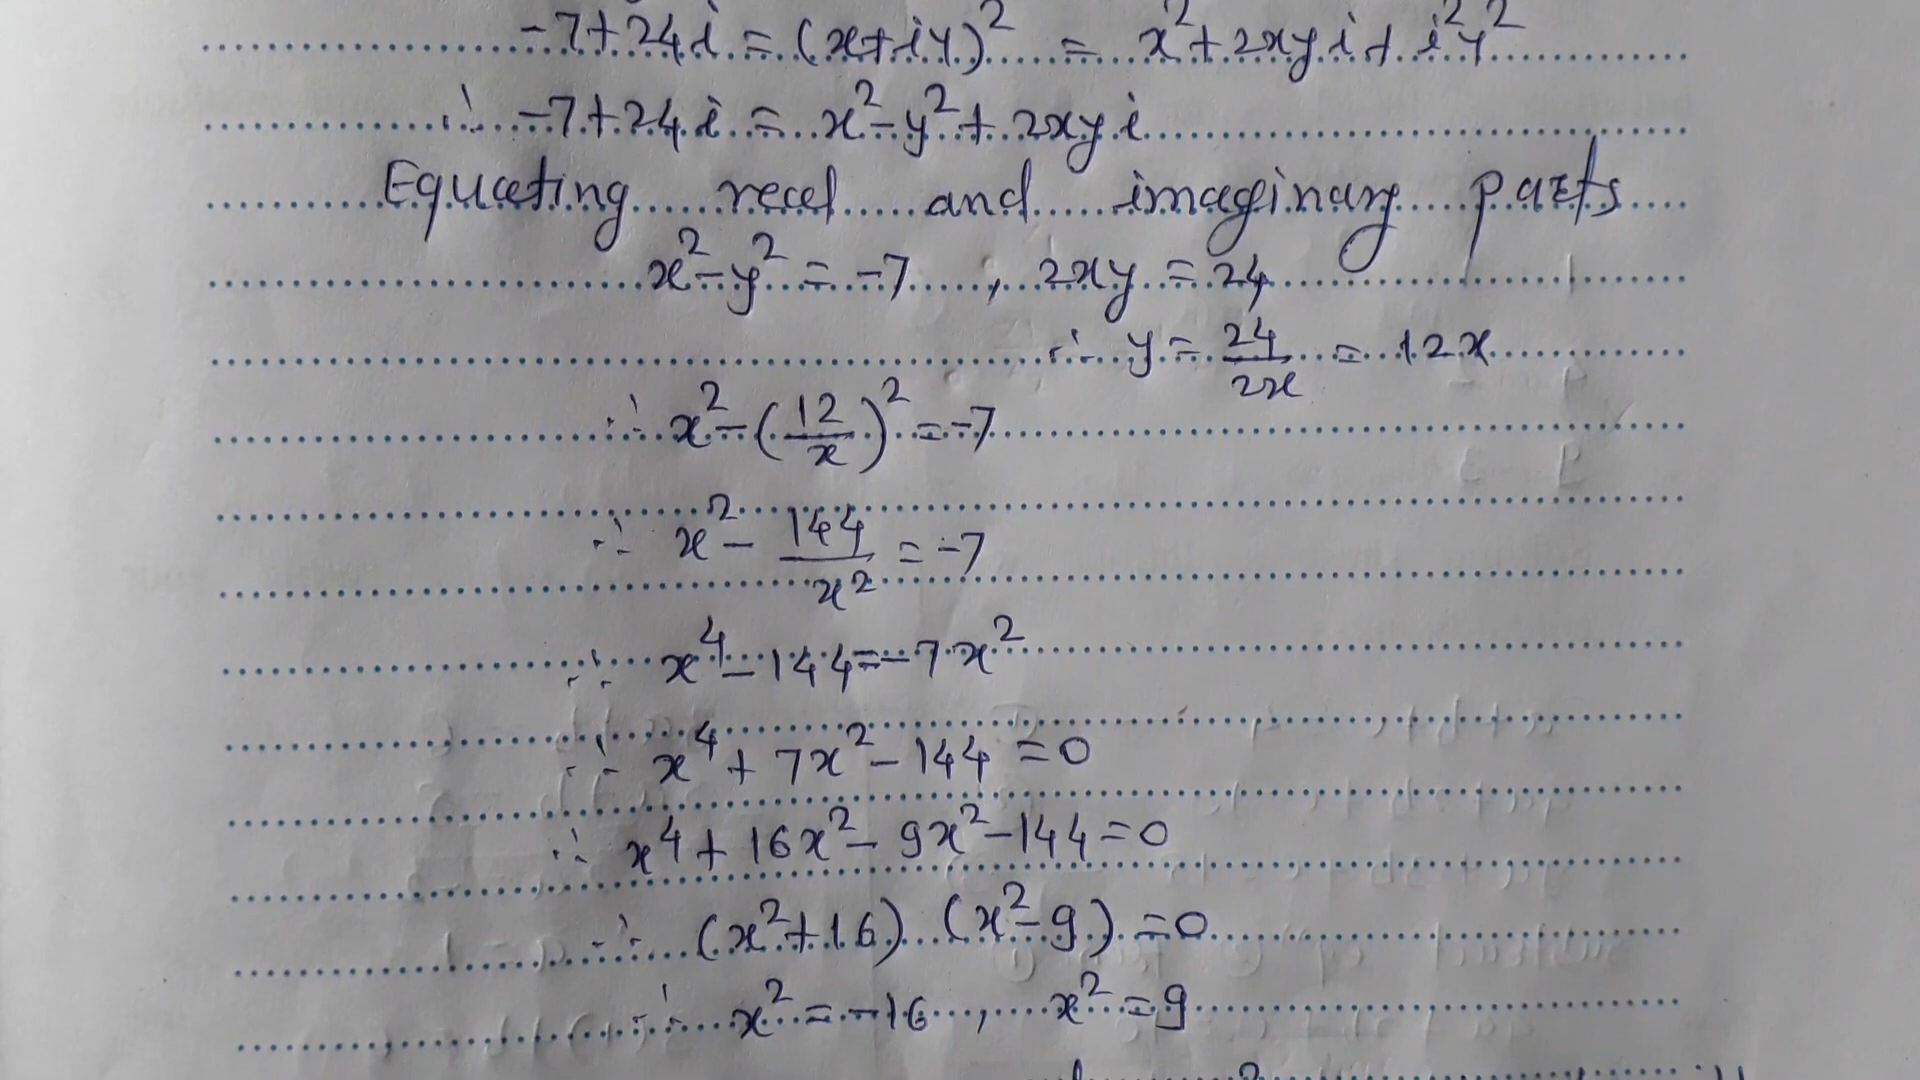 -7+24i = (x+iy)² = x²+2xyi+i²y²
∴ -7+24i = x²-y²+2xyi
Equating real and imaginary parts
x²-y² = -7 , 2xy = 24
∴ y = 24/2x = 12x
∴ x²-(12/x)² = -7
∴ x² - 144/x² = -7
∴ x⁴-144=-7x²
∴ x⁴+7x²-144=0
∴ x⁴+16x²-9x²-144=0
∴ (x²+16) (x²-9)=0
∴ x² = -16 , x² = 9